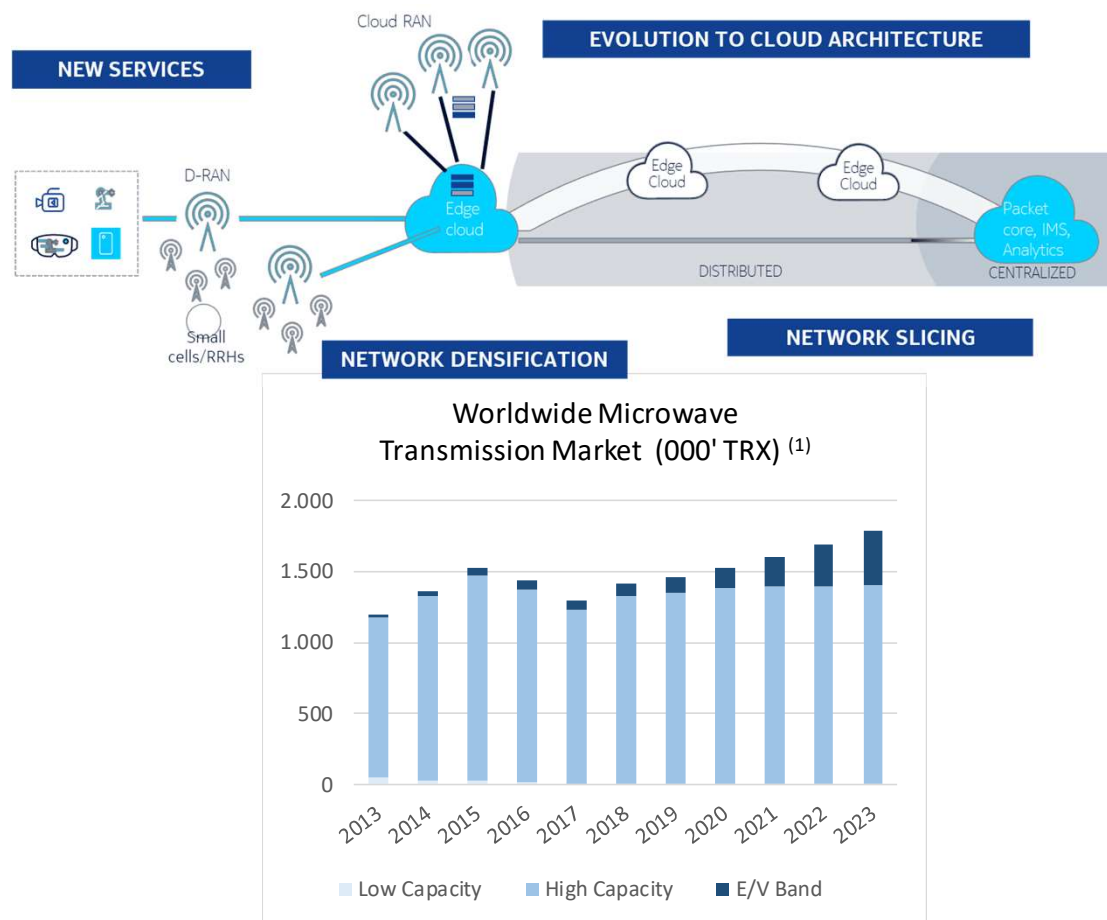 Cloud RAN
EVOLUTION TO CLOUD ARCHITECTURE
NEW SERVICES
D-RAN
Edge
cloud
Edge
Cloud
Edge
Cloud
Packet
core, IMS,
Analytics
DISTRIBUTED
CENTRALIZED
Small
cells/RRHs
NETWORK SLICING
NETWORK DENSIFICATION
Worldwide Microwave
Transmission Market (000' TRX) (1)
2.000
1.500
1.000
500
0
2013
2014
2015
2016
2017
2018
2019
2020
2021
2022
2023
Low Capacity
High Capacity
E/V Band